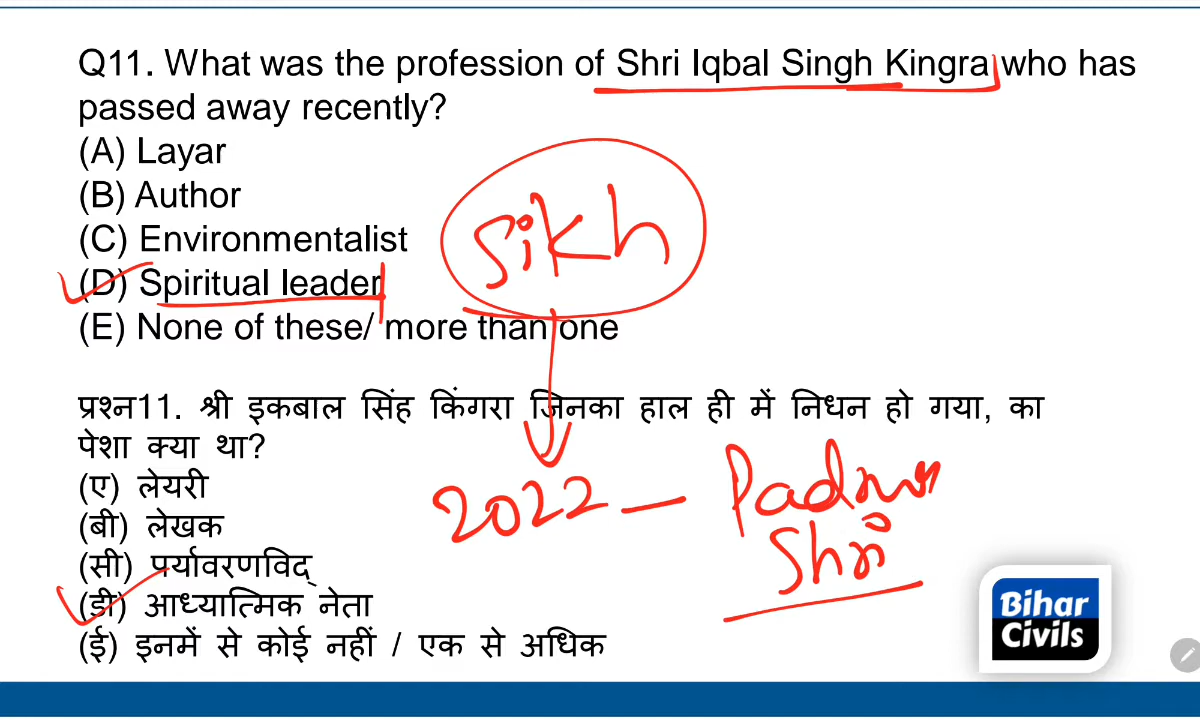 Q11. What was the profession of Shri Iqbal Singh Kingra who has
passed away recently?
(A) Layar
(B) Author
(C) Environmentalist
(D) Spiritual leader
(E) None of these/ more than one
Sikh
प्रश्न11. श्री इकबाल सिंह किंगरा जिनका हाल ही में निधन हो गया, का
पेशा क्या था?
(ए) लेयरी
(बी) लेखक
(सी) पर्यावरणविद्
(डी) आध्यात्मिक नेता
(ई) इनमें से कोई नहीं / एक से अधिक
2022 – Padma
Shri
Bihar
Civils